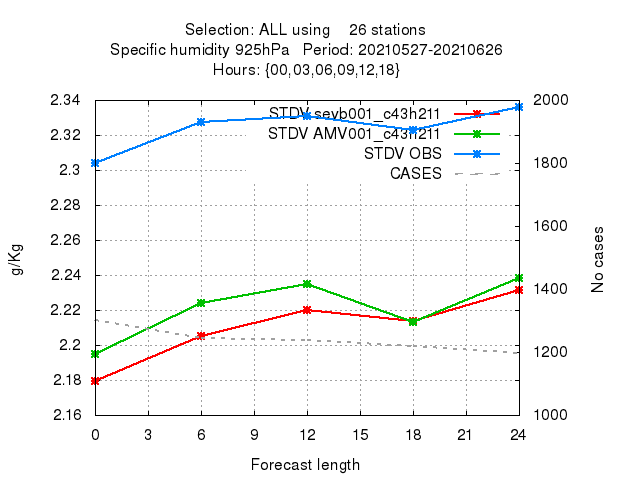 Selection: ALL using 26 stations
Specific humidity 925hPa Period: 20210527-20210626
Hours: {00,03,06,09,12,18}
STDV sevb001_c43h211
STDV AMV001_c43h211
STDV OBS
CASES
2.34
2.32
2.3
2.28
2.26
2.24
2.22
2.2
2.18
2.16
g/Kg
2000
1800
1600
1400
1200
1000
No cases
0 3 6 9 12 15 18 21 24
Forecast length